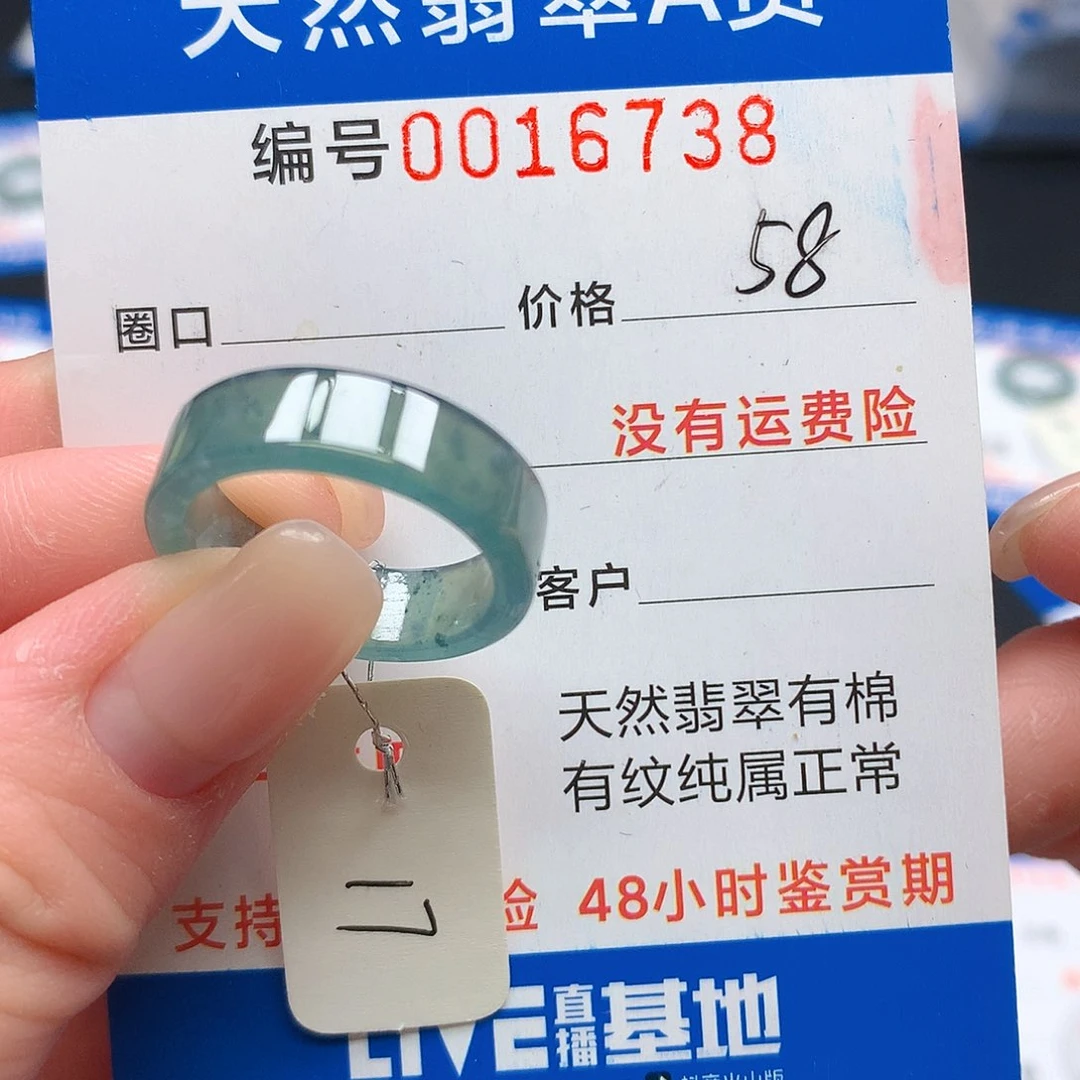 天然翡翠A货
编号0016738
圈口 价格 58
没有运费险
客户
天然翡翠有棉
有纹纯属正常
支持 险 48小时鉴赏期
17
LIVE直播基地